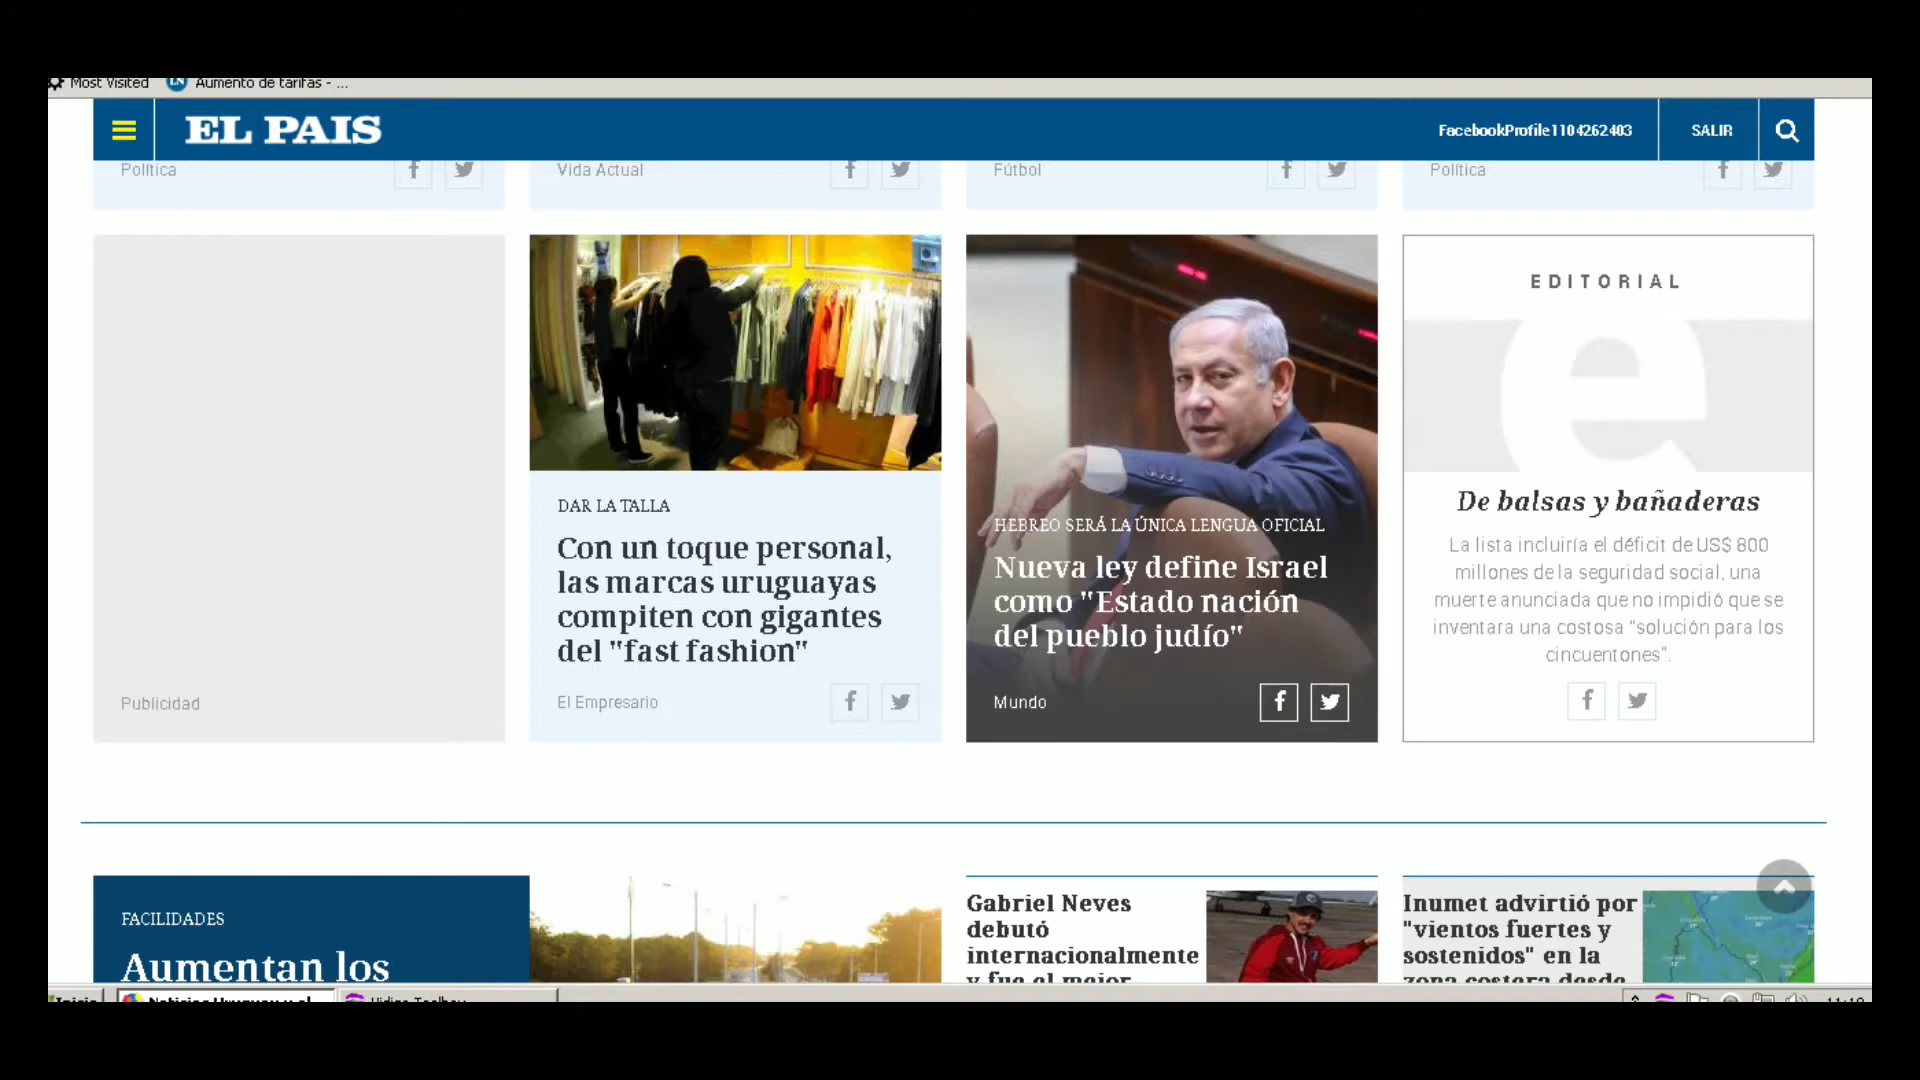 Most Visited
Aumento de tarifas - ...
EL PAIS
FacebookProfile1104262403
SALIR
Política
Vida Actual
Fútbol
Política
Publicidad
DAR LA TALLA
Con un toque personal,
las marcas uruguayas
compiten con gigantes
del "fast fashion"
El Empresario
HEBREO SERÁ LA ÚNICA LENGUA OFICIAL
Nueva ley define Israel
como "Estado nación
del pueblo judío"
Mundo
EDITORIAL
e
De balsas y bañaderas
La lista incluiría el déficit de US$ 800
millones de la seguridad social, una
muerte anunciada que no impidió que se
inventara una costosa "solución para los
cincuentones".
FACILIDADES
Aumentan los
Gabriel Neves
debutó
internacionalmente
y fue el mejor
Inumet advirtió por
"vientos fuertes y
sostenidos" en la
zona costera desde
Inicio